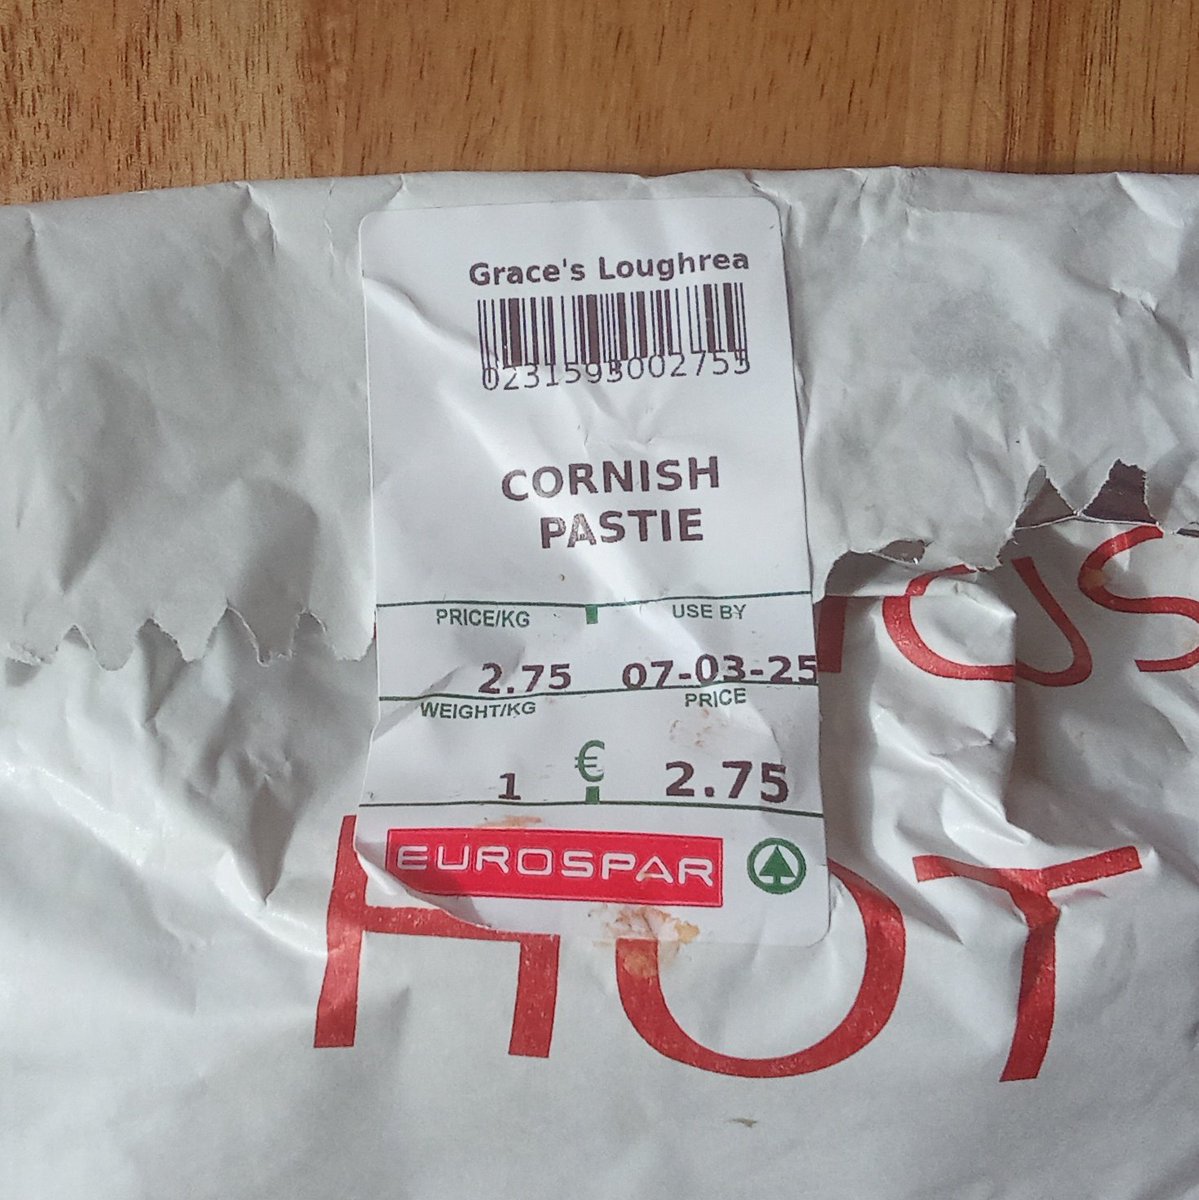 Grace's Loughrea
0231593002755
CORNISH
PASTIE
PRICE/KG USE BY
2.75 07-03-25
WEIGHT/KG PRICE
1 € 2.75
EUROSPAR
HOT